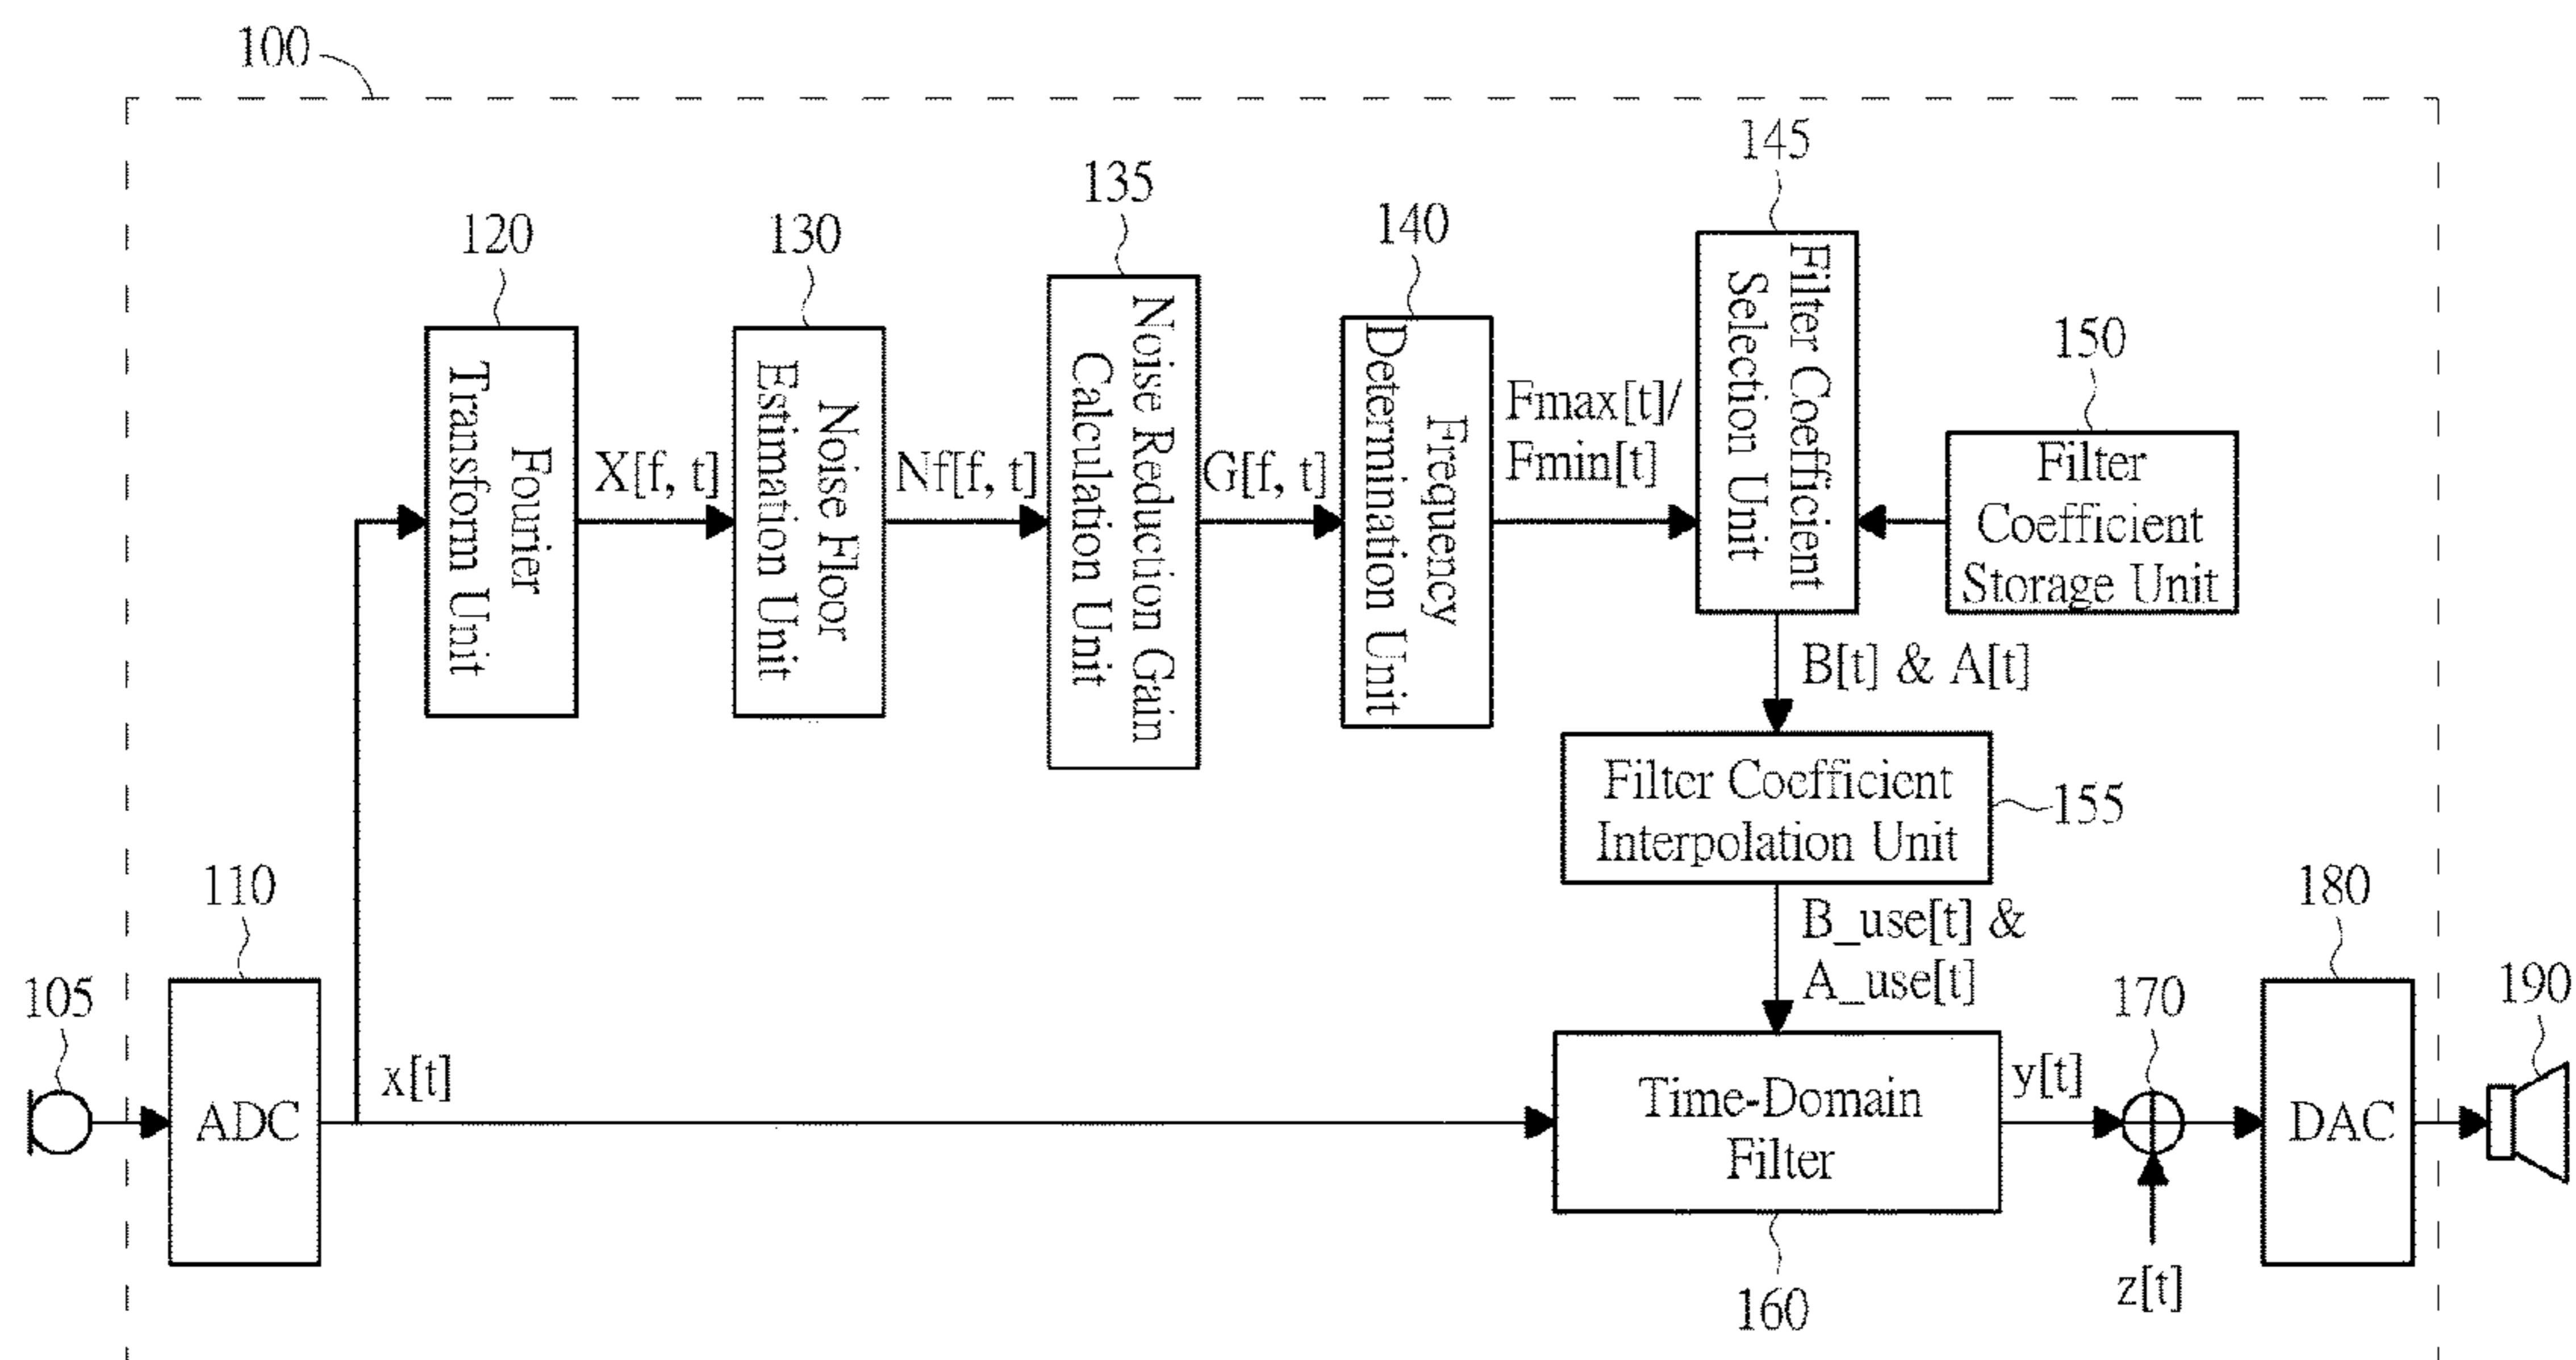 100
145
135
120
130
140
150
Fourier
Transform Unit
X[f, t]
Noise Floor
Estimation Unit
Nf[f, t]
Noise Reduction Gain
Calculation Unit
G[f, t]
Frequency
Determination Unit
Fmax[t]/
Fmin[t]
Filter Coefficient
Selection Unit
Filter
Coefficient
Storage Unit
B[t] & A[t]
Filter Coefficient
Interpolation Unit
155
110
180
B_use[t] &
A_use[t]
105
170
190
ADC
x[t]
Time-Domain
Filter
y[t]
DAC
z[t]
160